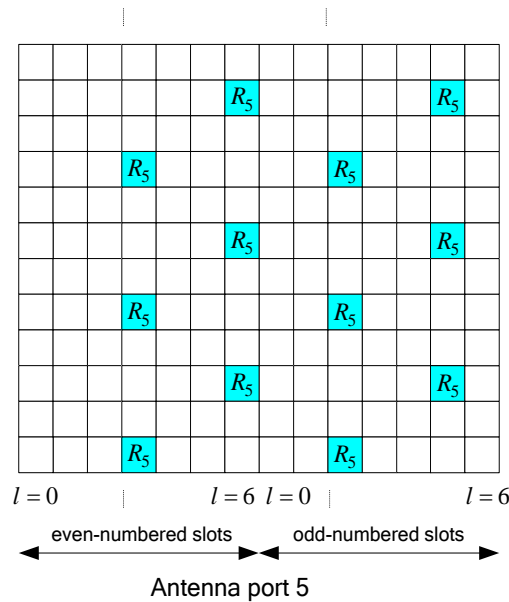 R5 R5
R5 R5
R5 R5
R5 R5
R5 R5
R5 R5
l = 0 l = 6 l = 0 l = 6
even-numbered slots odd-numbered slots
Antenna port 5